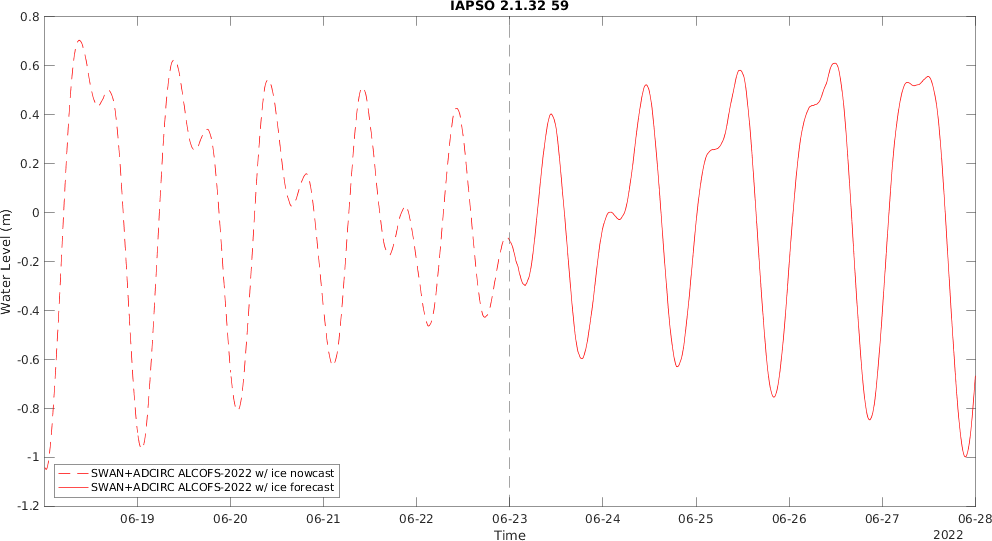 IAPSO 2.1.32 59
0.8
0.6
0.4
0.2
0
-0.2
-0.4
-0.6
-0.8
-1
-1.2
Water Level (m)
SWAN+ADCIRC ALCOFS-2022 w/ ice nowcast
SWAN+ADCIRC ALCOFS-2022 w/ ice forecast
06-19 06-20 06-21 06-22 06-23 06-24 06-25 06-26 06-27 06-28
Time
2022